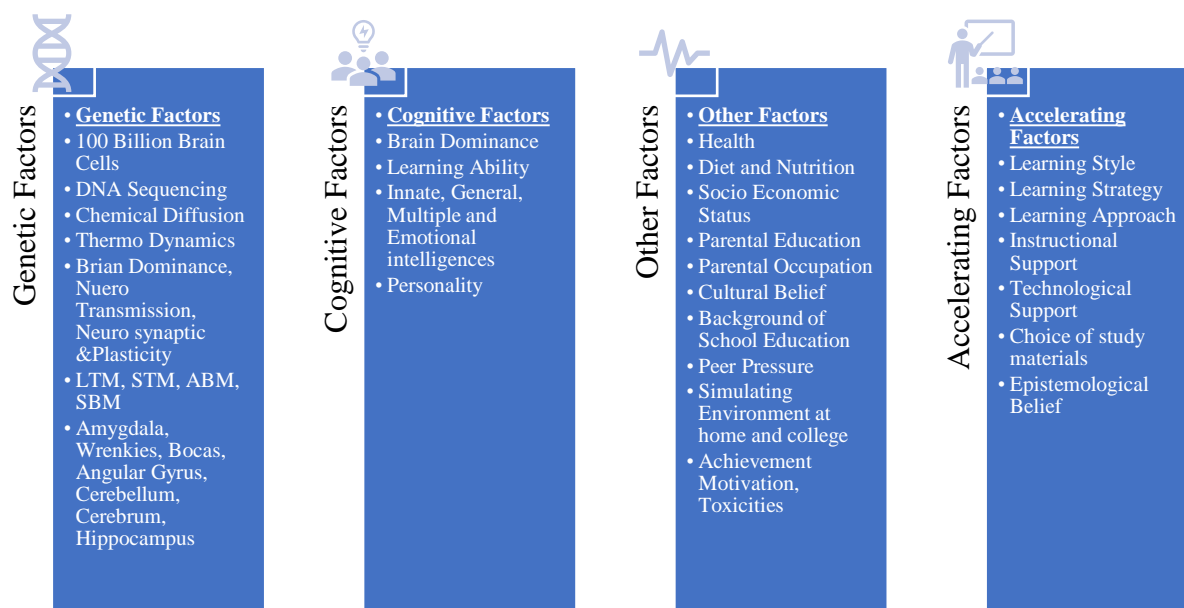 Genetic Factors
• Genetic Factors
• 100 Billion Brain
Cells
• DNA Sequencing
• Chemical Diffusion
• Thermo Dynamics
• Brian Dominance,
Nuero
Transmission,
Neuro synaptic
&Plasticity
• LTM, STM, ABM,
SBM
• Amygdala,
Wrenkies, Bocas,
Angular Gyrus,
Cerebellum,
Cerebrum,
Hippocampus
Cognitive Factors
• Cognitive Factors
• Brain Dominance
• Learning Ability
• Innate, General,
Multiple and
Emotional
intelligences
• Personality
Other Factors
• Other Factors
• Health
• Diet and Nutrition
• Socio Economic
Status
• Parental Education
• Parental Occupation
• Cultural Belief
• Background of
School Education
• Peer Pressure
• Simulating
Environment at
home and college
• Achievement
Motivation,
Toxicities
Accelerating Factors
• Accelerating
Factors
• Learning Style
• Learning Strategy
• Learning Approach
• Instructional
Support
• Technological
Support
• Choice of study
materials
• Epistemological
Belief